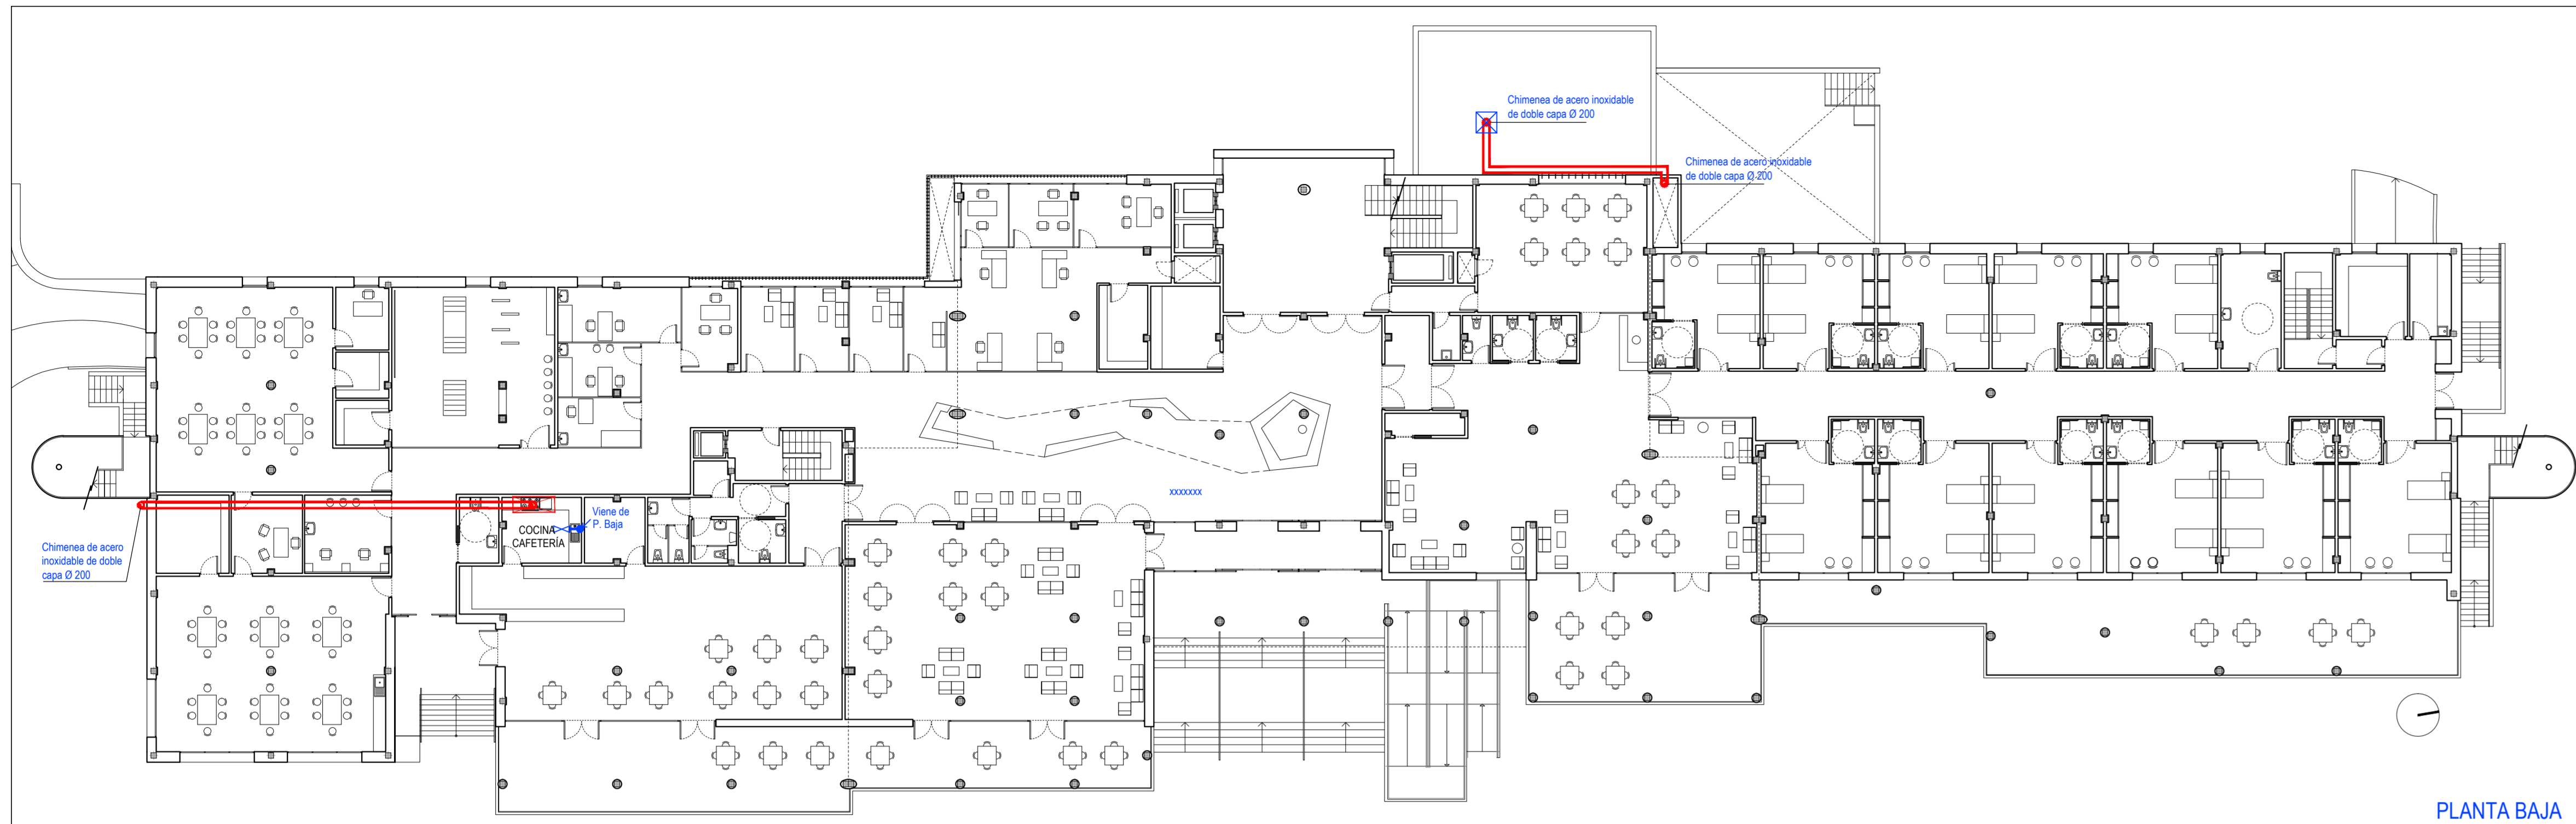 Chimenea de acero inoxidable
de doble capa Ø 200
Chimenea de acero inoxidable
de doble capa Ø 200
xxxxxxx
Viene de
P. Baja
COCINA
CAFETERÍA
Chimenea de acero
inoxidable de doble
capa Ø 200
PLANTA BAJA